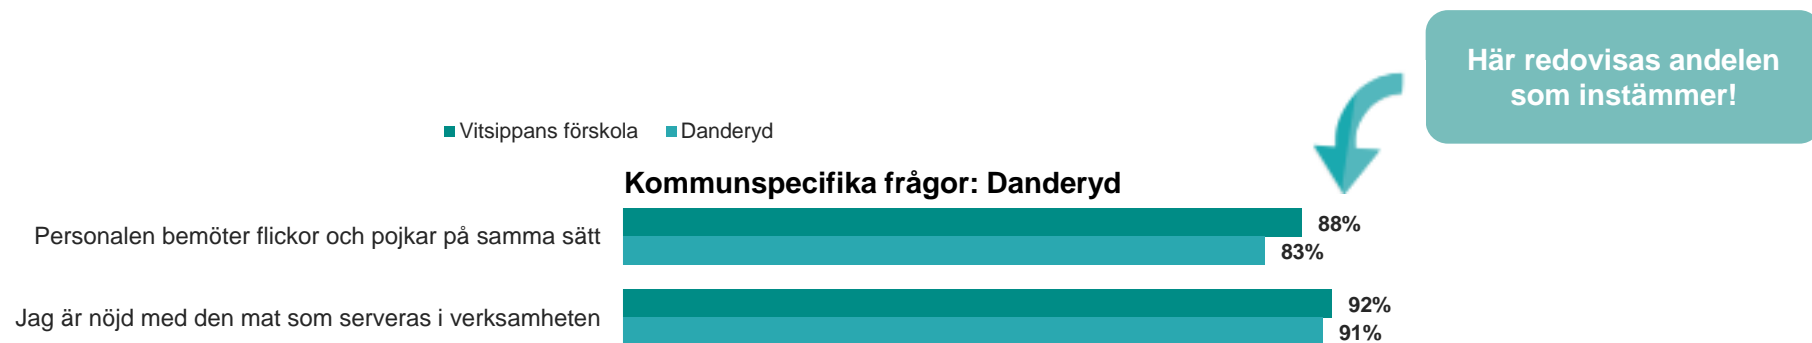 Här redovisas andelen
som instämmer!
Vitsippans förskola Danderyd
Kommunspecifika frågor: Danderyd
Personalen bemöter flickor och pojkar på samma sätt
88%
83%
Jag är nöjd med den mat som serveras i verksamheten
92%
91%